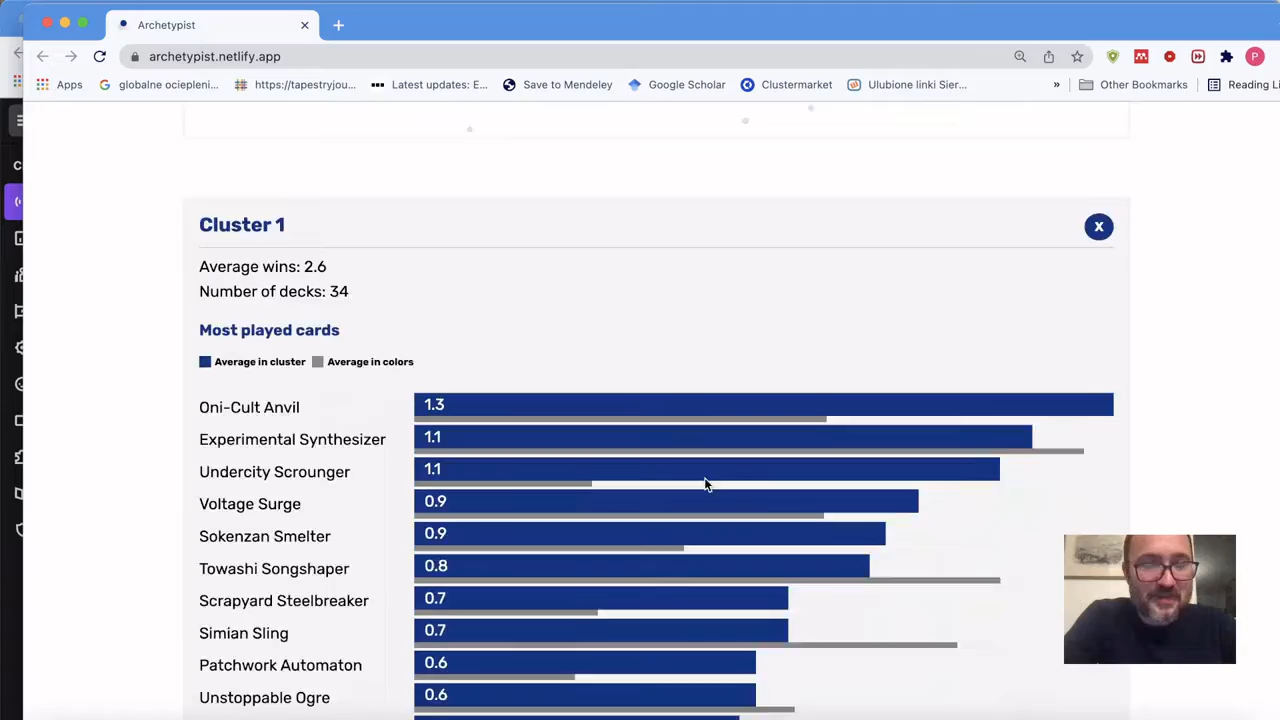 Archetypist
archetypist.netlify.app
P
Apps globalne ociepleni... https://tapestryjou... Latest updates: E... Save to Mendeley Google Scholar Clustermarket Ulubione linki Sier... » Other Bookmarks Reading Li
Cluster 1
X
Average wins: 2.6
Number of decks: 34
Most played cards
Average in cluster Average in colors
Oni-Cult Anvil 1.3
Experimental Synthesizer 1.1
Undercity Scrounger 1.1
Voltage Surge 0.9
Sokenzan Smelter 0.9
Towashi Songshaper 0.8
Scrapyard Steelbreaker 0.7
Simian Sling 0.7
Patchwork Automaton 0.6
Unstoppable Ogre 0.6